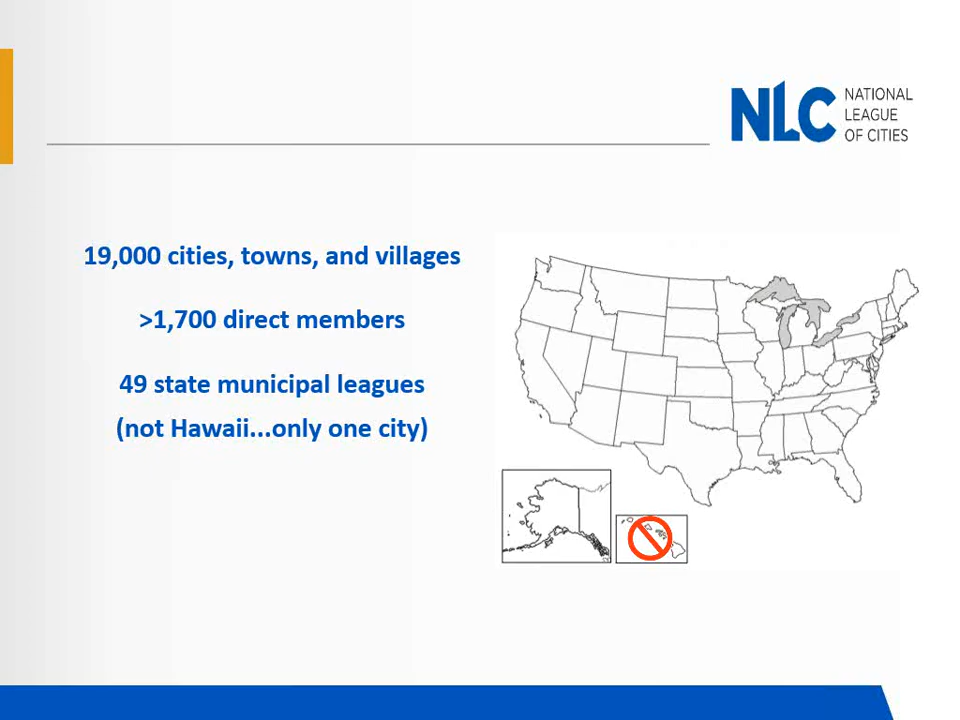 NLC
NATIONAL
LEAGUE
OF CITIES
19,000 cities, towns, and villages
>1,700 direct members
49 state municipal leagues
(not Hawaii...only one city)